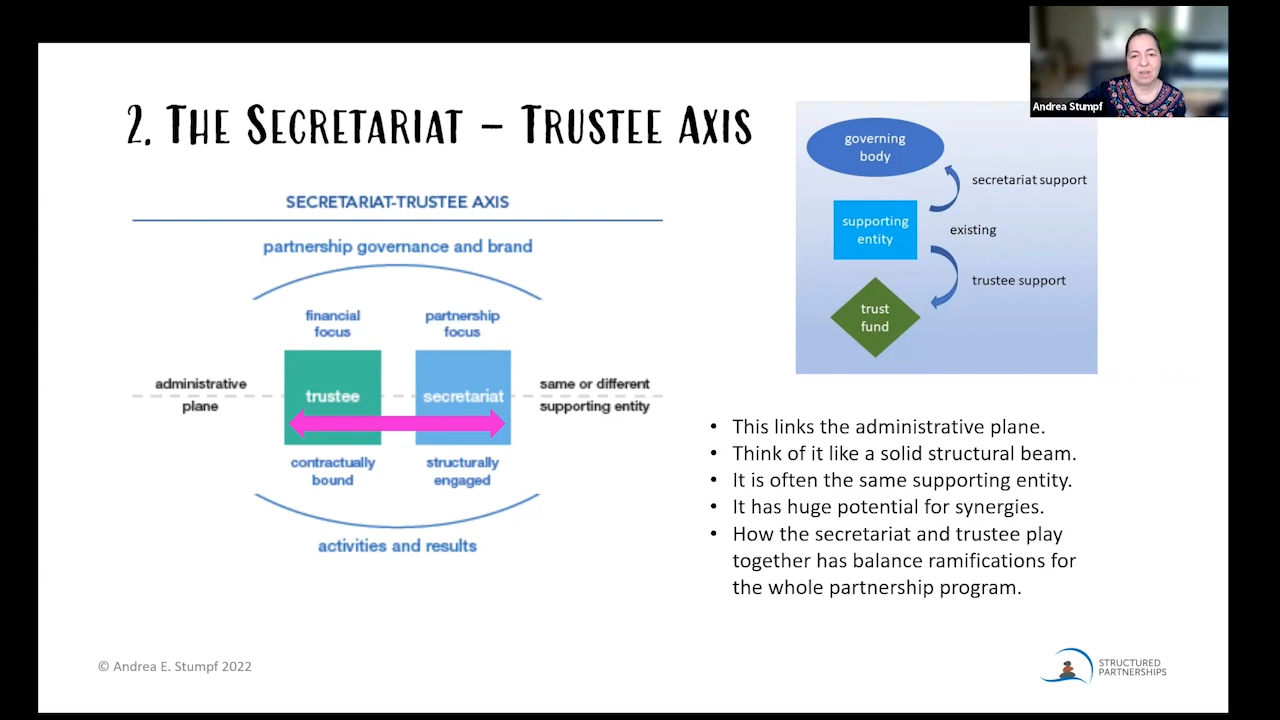 Andrea Stumpf
2. THE SECRETARIAT – TRUSTEE AXIS
SECRETARIAT-TRUSTEE AXIS
partnership governance and brand
financial
focus
partnership
focus
administrative
plane
trustee
secretariat
same or different
supporting entity
contractually
bound
structurally
engaged
activities and results
governing
body
secretariat support
supporting
entity
existing
trustee support
trust
fund
• This links the administrative plane.
• Think of it like a solid structural beam.
• It is often the same supporting entity.
• It has huge potential for synergies.
• How the secretariat and trustee play
together has balance ramifications for
the whole partnership program.
© Andrea E. Stumpf 2022
STRUCTURED
PARTNERSHIPS